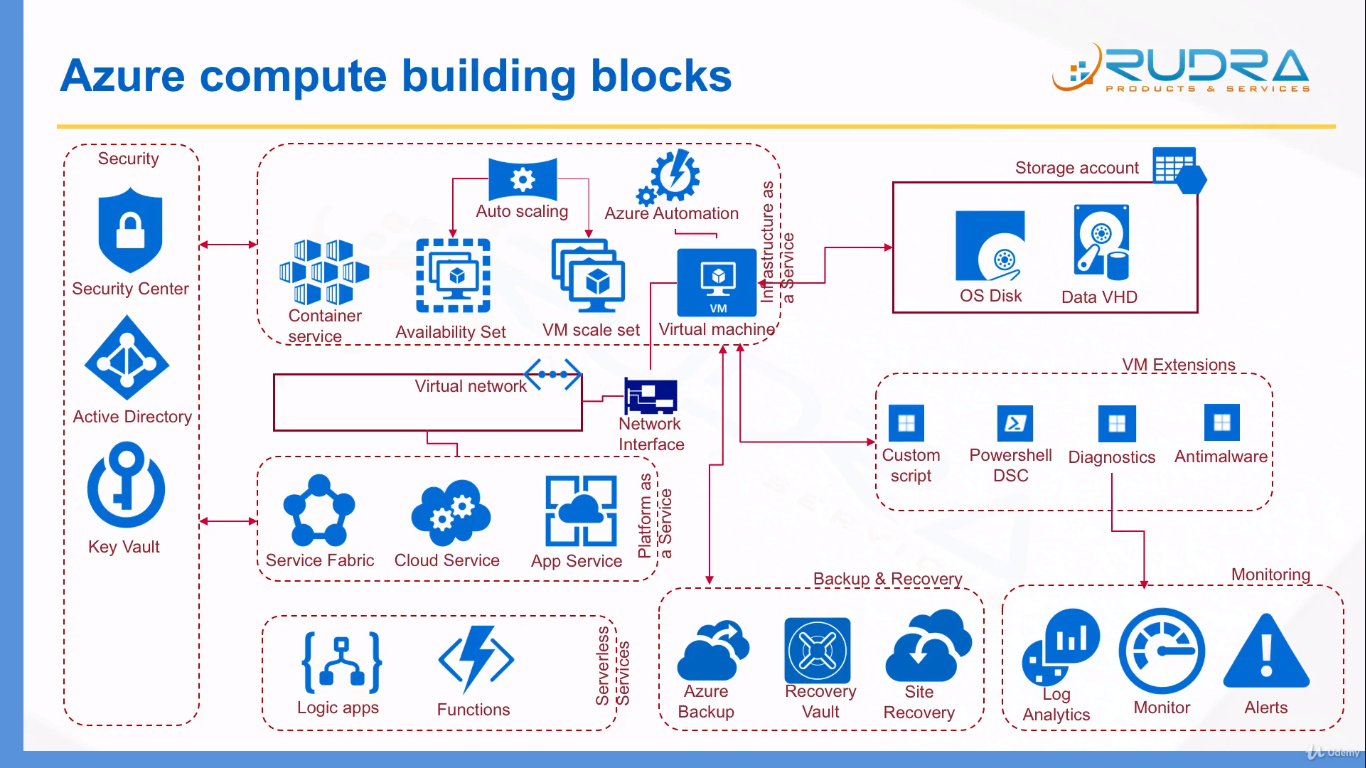 Azure compute building blocks
RUDRA
PRODUCTS & SERVICES
Security
Security Center
Active Directory
Key Vault
Auto scaling
Azure Automation
Container
service
Availability Set
VM scale set
VM
Virtual machine
Infrastructure as
a Service
Storage account
OS Disk
Data VHD
Virtual network
Network
Interface
VM Extensions
Custom
script
Powershell
DSC
Diagnostics
Antimalware
Service Fabric
Cloud Service
App Service
Platform as
a Service
Logic apps
Functions
Serverless
Services
Backup & Recovery
Azure
Backup
Recovery
Vault
Site
Recovery
Monitoring
Log
Analytics
Monitor
Alerts
Udemy